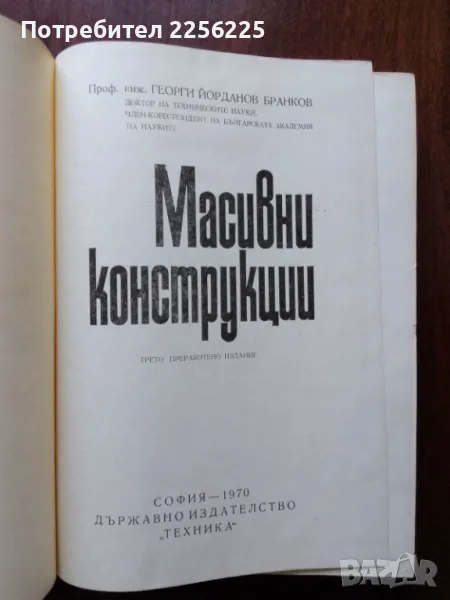 Потребител 2256225
Проф. инж. ГЕОРГИ ЙОРДАНОВ БРАНКОВ
ДОКТОР НА ТЕХНИЧЕСКИТЕ НАУКИ,
ЧЛЕН-КОРЕСПОНДЕНТ НА БЪЛГАРСКАТА АКАДЕМИЯ
НА НАУКИТЕ
Масивни
конструкции
ТРЕТО ПРЕРАБОТЕНО ИЗДАНИЕ
СОФИЯ—1970
ДЪРЖАВНО ИЗДАТЕЛСТВО
„ТЕХНИКА“
bazar